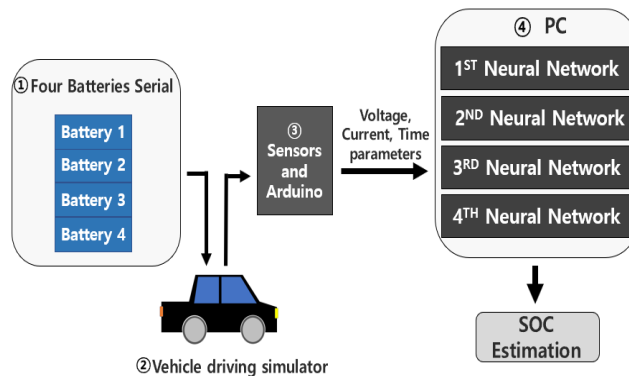 ① Four Batteries Serial
Battery 1
Battery 2
Battery 3
Battery 4
②Vehicle driving simulator
③
Sensors
and
Arduino
Voltage,
Current, Time
parameters
④ PC
1ST Neural Network
2ND Neural Network
3RD Neural Network
4TH Neural Network
SOC
Estimation